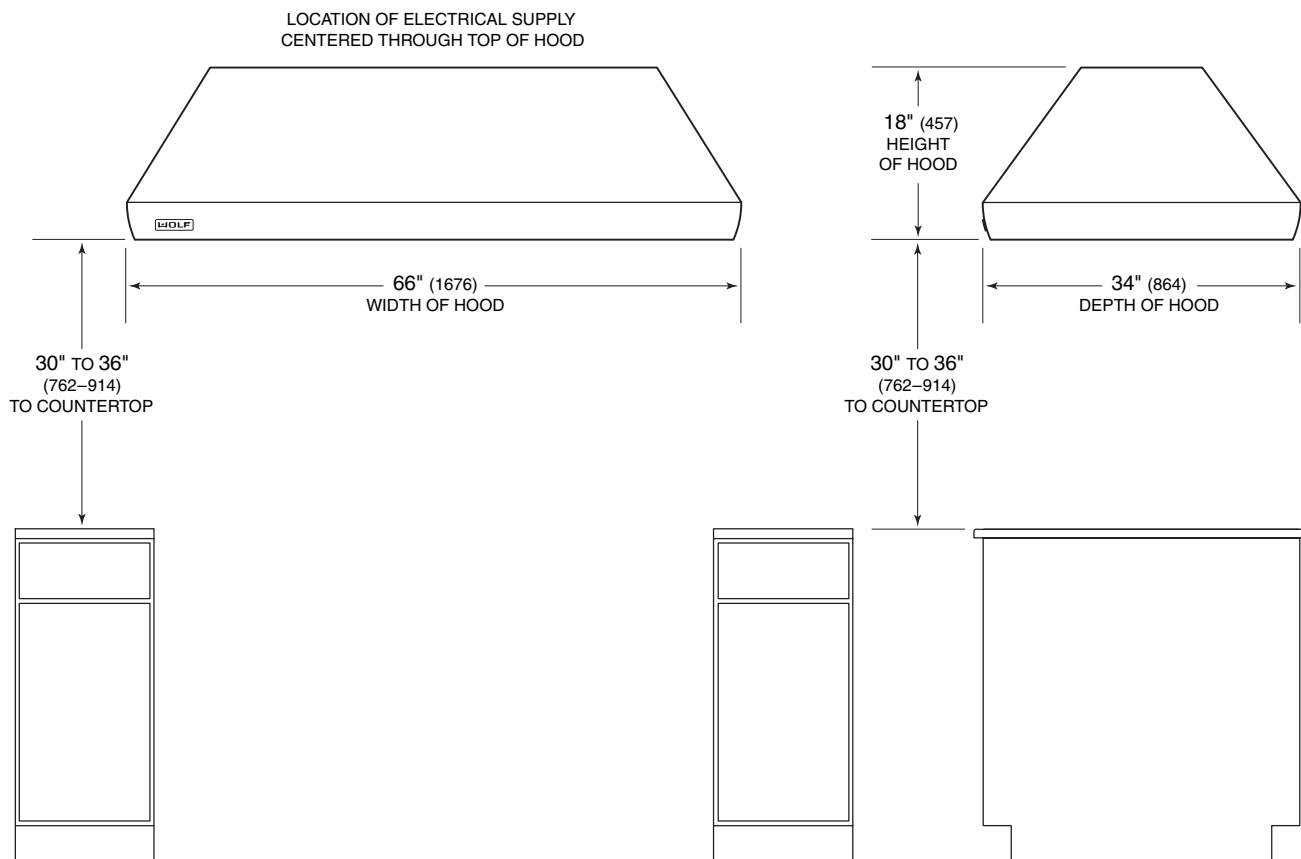 LOCATION OF ELECTRICAL SUPPLY
CENTERED THROUGH TOP OF HOOD
18" (457)
HEIGHT
OF HOOD
WOLF
66" (1676)
WIDTH OF HOOD
34" (864)
DEPTH OF HOOD
30" TO 36"
(762–914)
TO COUNTERTOP
30" TO 36"
(762–914)
TO COUNTERTOP